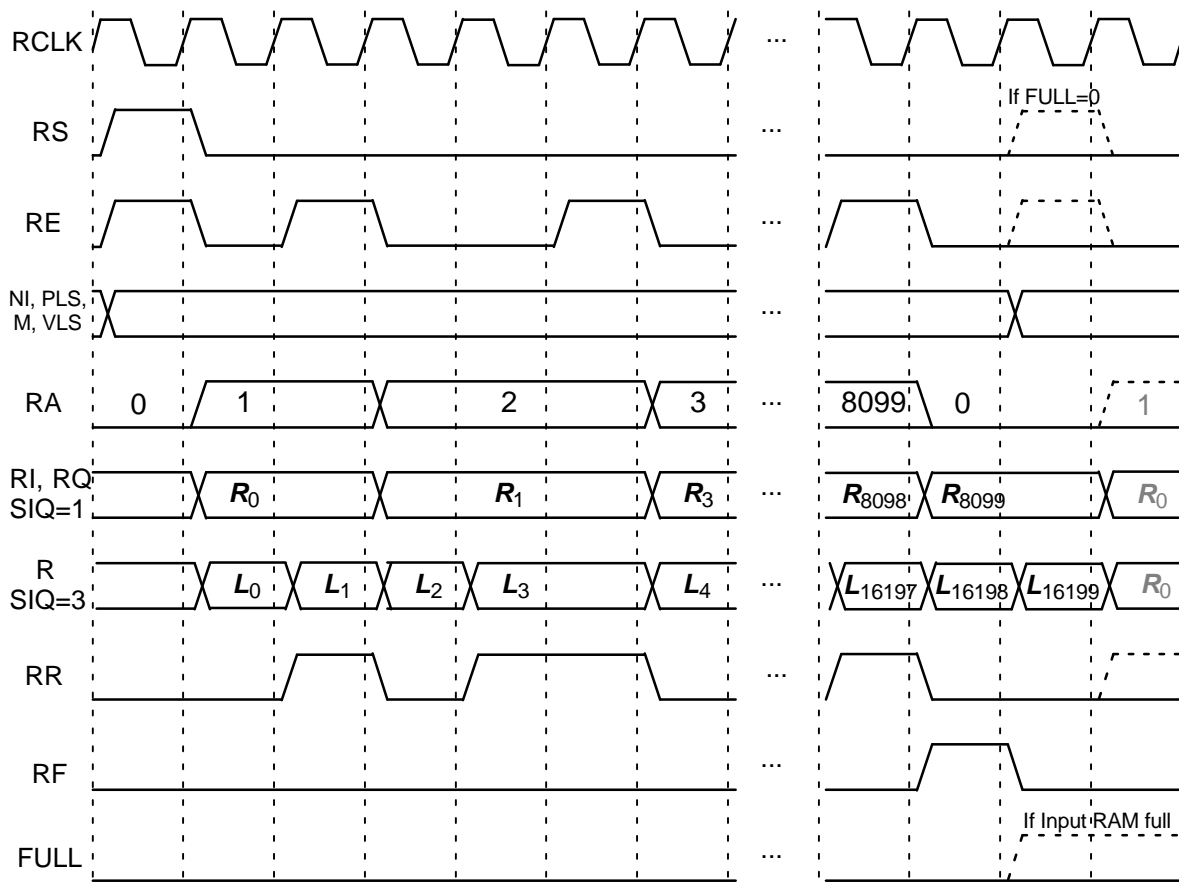 RCLK ...
If FULL=0
RS ...
RE ...
NI, PLS,
M, VLS ...
RA 0 1 2 3 ... 8099 0 1
RI, RQ
SIQ=1 R0 R1 R3 ... R8098 R8099 R0
R
SIQ=3 L0 L1 L2 L3 L4 ... L16197 L16198 L16199 R0
RR ...
RF ...
If Input RAM full
FULL ...